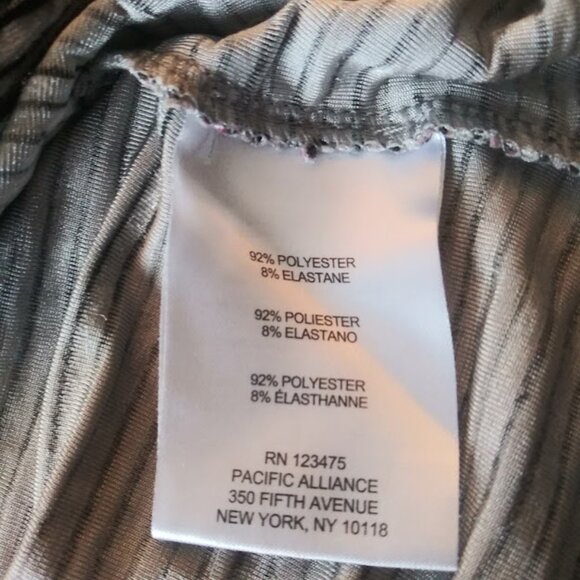 92% POLYESTER
8% ELASTANE
92% POLIESTER
8% ELASTANO
92% POLYESTER
8% ÉLASTHANNE
RN 123475
PACIFIC ALLIANCE
350 FIFTH AVENUE
NEW YORK, NY 10118